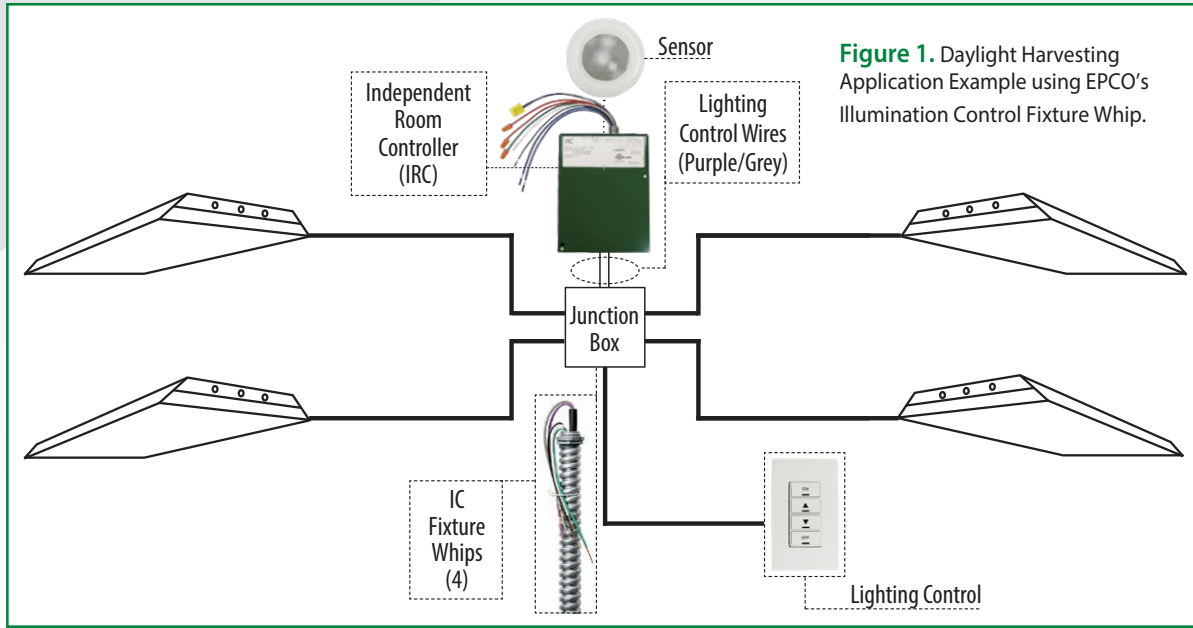 Sensor
Figure 1. Daylight Harvesting
Application Example using EPCO's
Illumination Control Fixture Whip.
Independent
Room
Controller
(IRC)
Lighting
Control Wires
(Purple/Grey)
IRC
Junction
Box
IC
Fixture
Whips
(4)
ON
OFF
Lighting Control